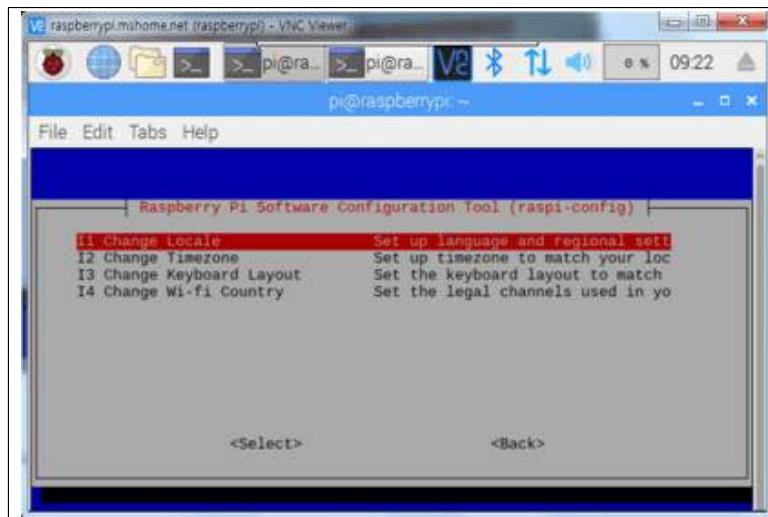 raspberrypi.mshome.net (raspberrypi) - VNC Viewer
pi@ra... pi@ra... 0 % 09:22
pi@raspberrypi: ~
File Edit Tabs Help
Raspberry Pi Software Configuration Tool (raspi-config)
I1 Change Locale Set up language and regional sett
I2 Change Timezone Set up timezone to match your loc
I3 Change Keyboard Layout Set the keyboard layout to match
I4 Change Wi-fi Country Set the legal channels used in yo
<Select> <Back>